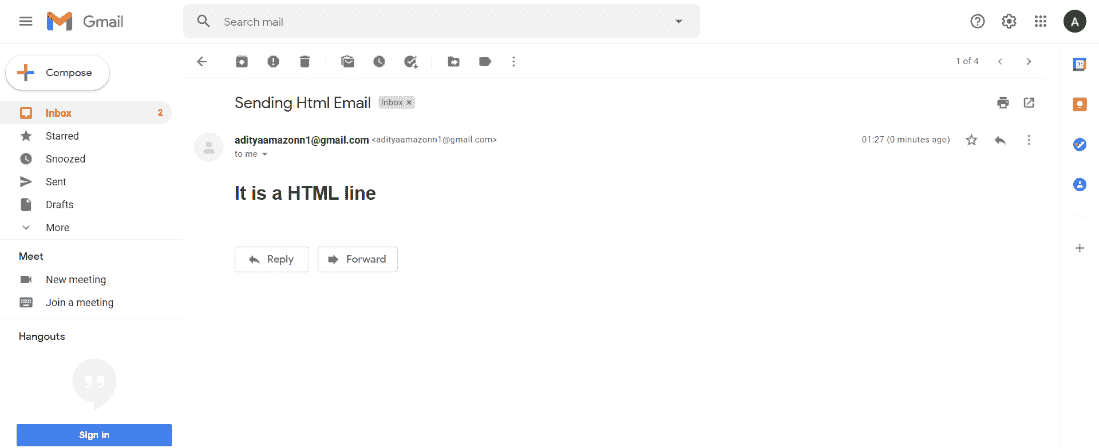 Gmail
Search mail
A
Compose
1 of 4
Inbox 2
Starred
Snoozed
Sent
Drafts
More
Meet
New meeting
Join a meeting
Hangouts
Sign in
Sending Html Email Inbox ×
adityaamazonn1@gmail.com <adityaamazonn1@gmail.com> 01:27 (0 minutes ago)
to me
It is a HTML line
Reply Forward